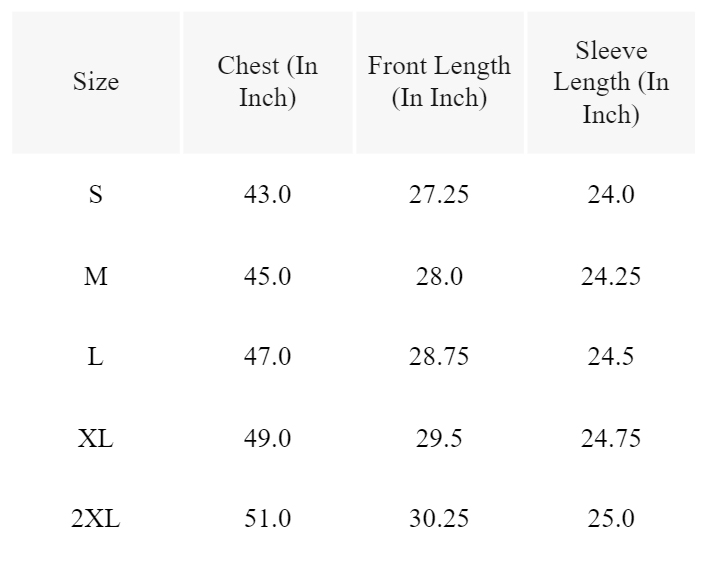 Size Chest (In Inch) Front Length (In Inch) Sleeve Length (In Inch)
S 43.0 27.25 24.0
M 45.0 28.0 24.25
L 47.0 28.75 24.5
XL 49.0 29.5 24.75
2XL 51.0 30.25 25.0